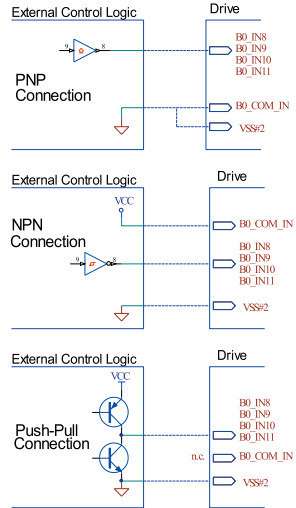 External Control Logic
Drive
9
8
B0_IN8
B0_IN9
B0_IN10
B0_IN11
PNP
Connection
B0_COM_IN
VSS#2
External Control Logic
Drive
VCC
NPN
Connection
B0_COM_IN
9
8
B0_IN8
B0_IN9
B0_IN10
B0_IN11
VSS#2
External Control Logic
Drive
VCC
B0_IN8
B0_IN9
B0_IN10
B0_IN11
Push-Pull
Connection
n.c.
B0_COM_IN
VSS#2